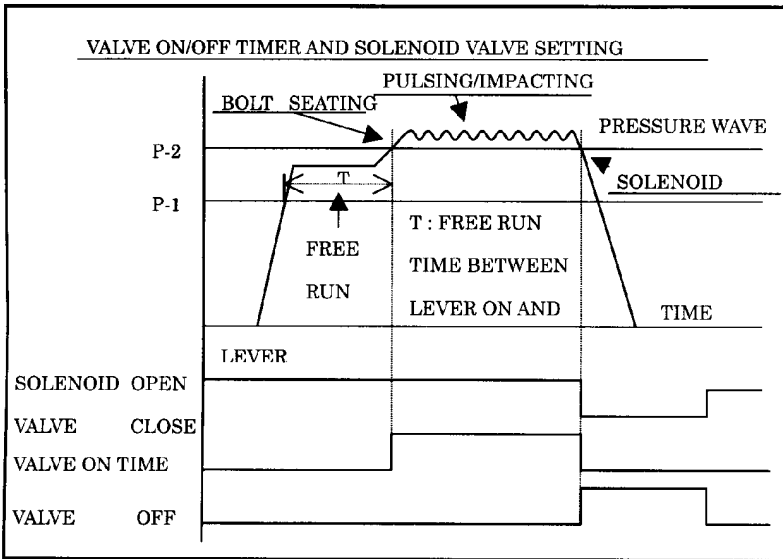 VALVE ON/OFF TIMER AND SOLENOID VALVE SETTING
PULSING/IMPACTING
BOLT SEATING
PRESSURE WAVE
P-2
T
SOLENOID
P-1
T : FREE RUN
FREE
TIME BETWEEN
RUN
LEVER ON AND
TIME
LEVER
SOLENOID OPEN
VALVE CLOSE
VALVE ON TIME
VALVE OFF